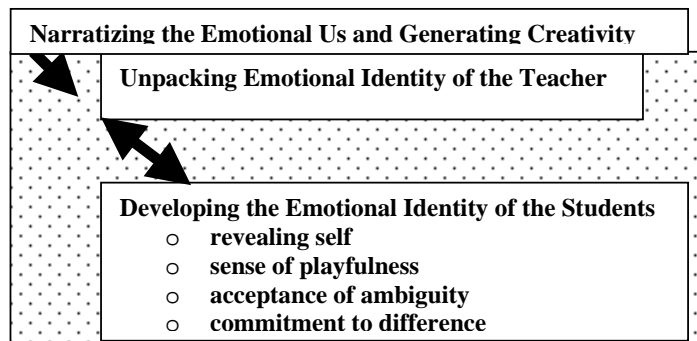 Narratizing the Emotional Us and Generating Creativity
Unpacking Emotional Identity of the Teacher
Developing the Emotional Identity of the Students
o revealing self
o sense of playfulness
o acceptance of ambiguity
o commitment to difference